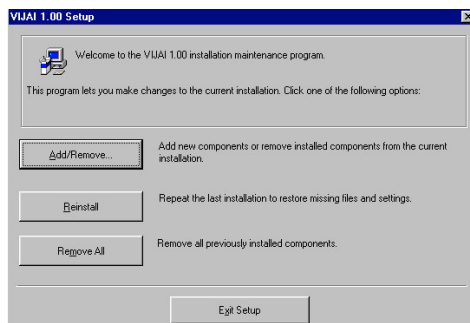 VIJAI 1.00 Setup
Welcome to the VIJAI 1.00 installation maintenance program.
This program lets you make changes to the current installation. Click one of the following options:
Add/Remove...
Add new components or remove installed components from the current
installation.
Reinstall
Repeat the last installation to restore missing files and settings.
Remove All
Remove all previously installed components.
Exit Setup